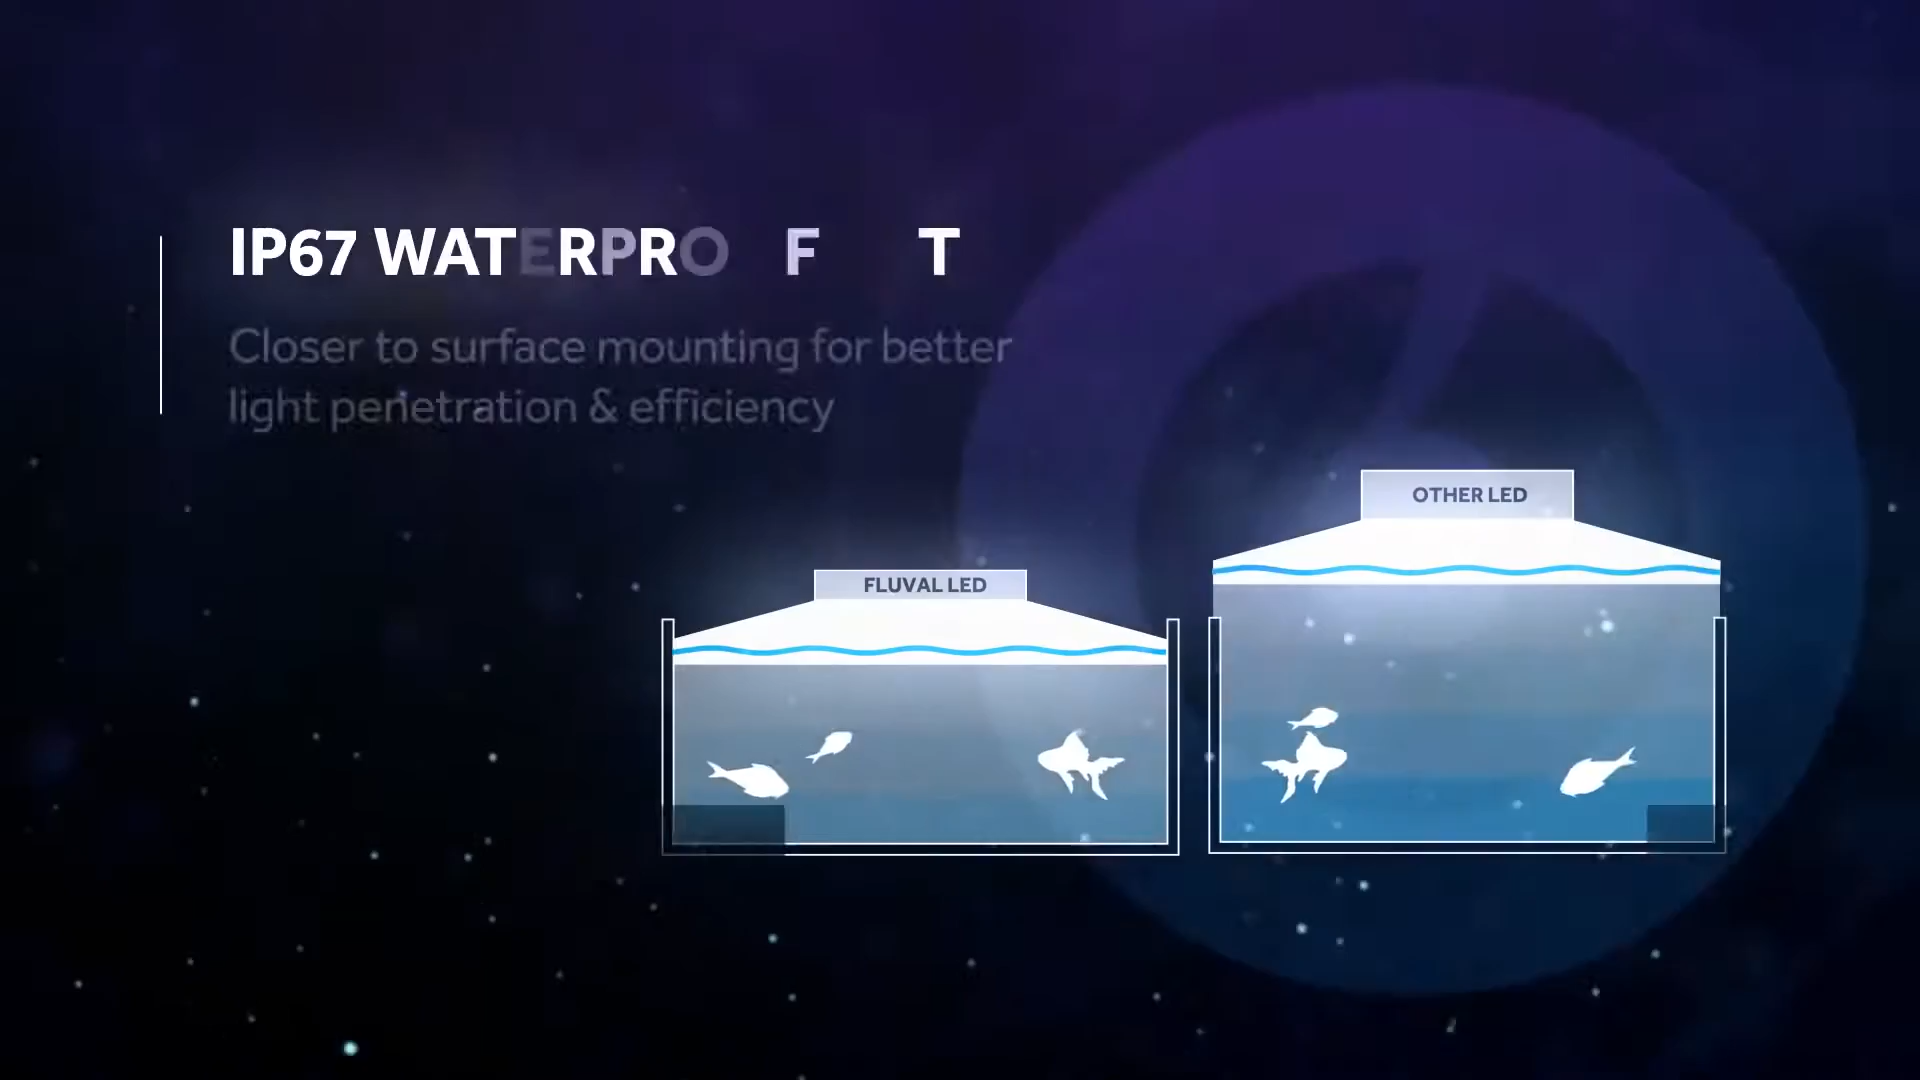 IP67 WATERPRO F T
Closer to surface mounting for better
light penetration & efficiency
OTHER LED
FLUVAL LED